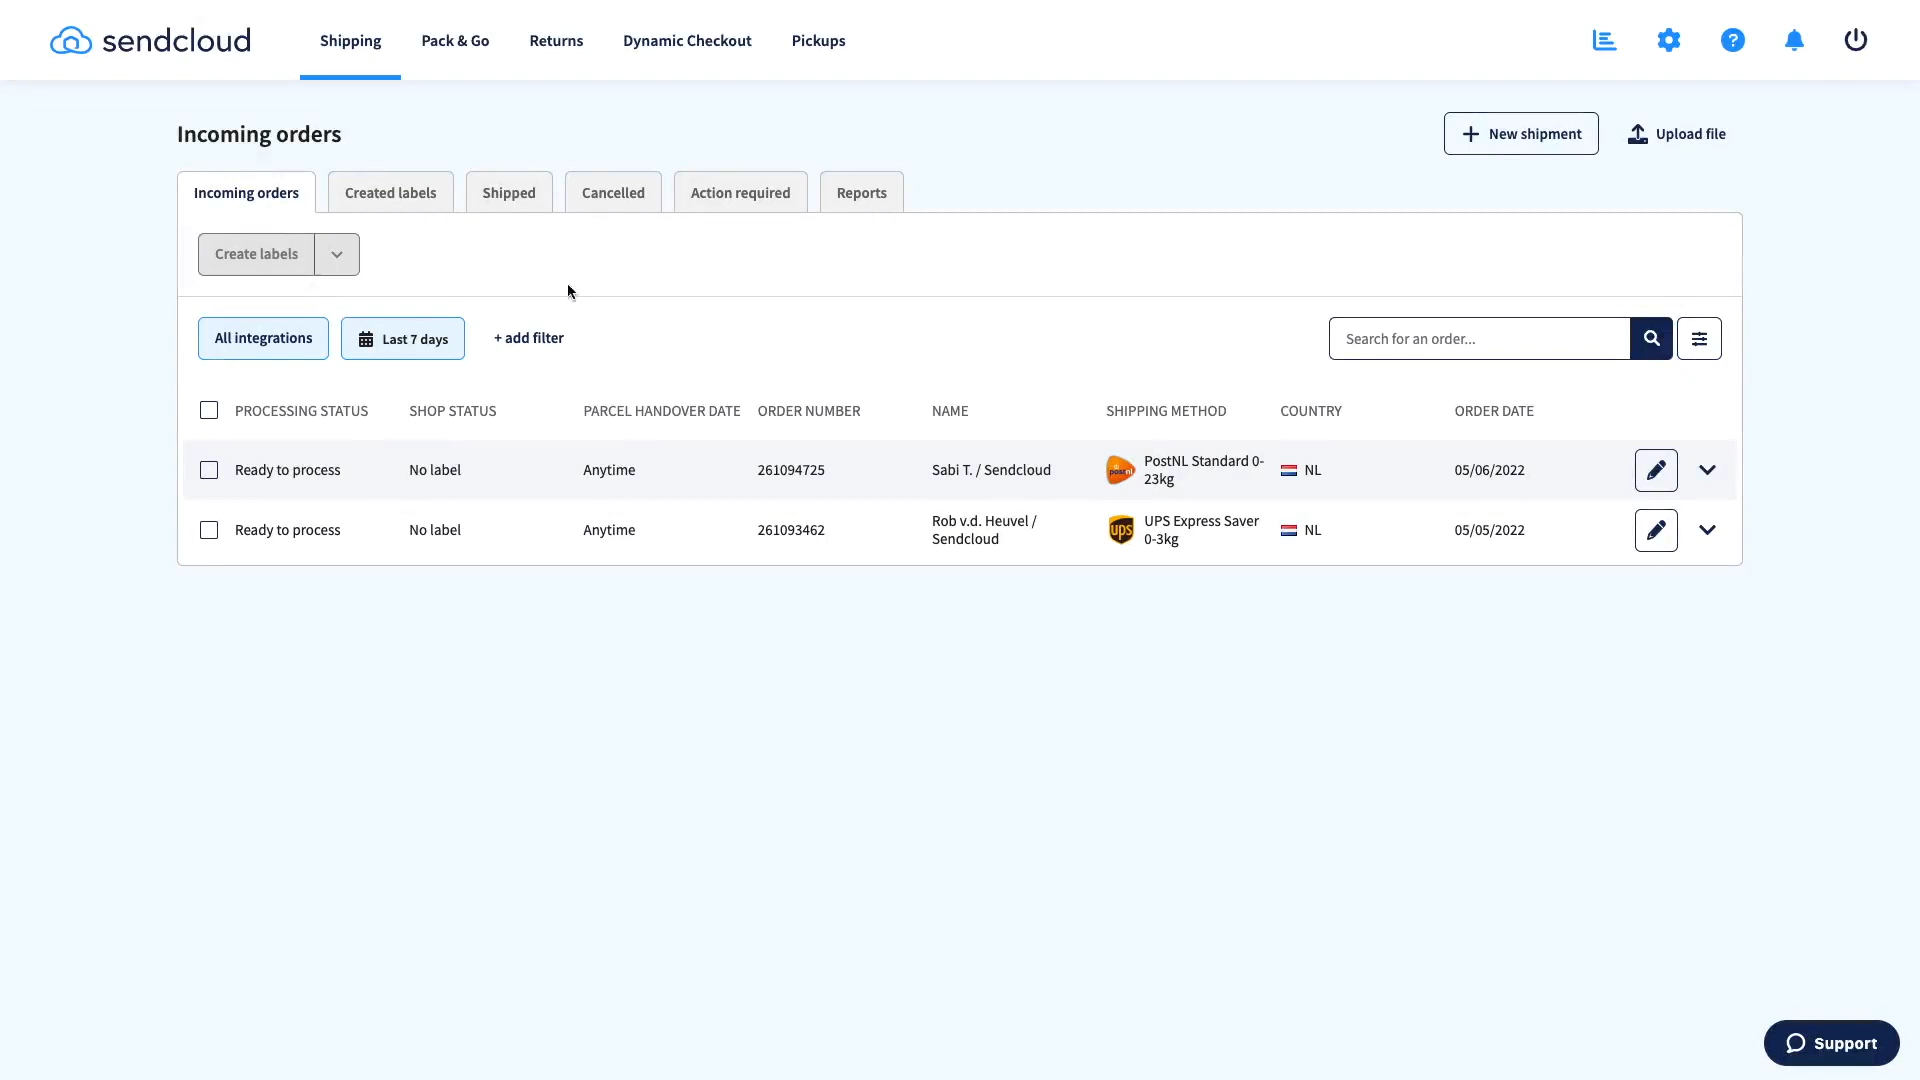 sendcloud
Shipping
Pack & Go
Returns
Dynamic Checkout
Pickups
Incoming orders
New shipment
Upload file
Incoming orders
Created labels
Shipped
Cancelled
Action required
Reports
Create labels
All integrations
Last 7 days
+ add filter
Search for an order...
PROCESSING STATUS
SHOP STATUS
PARCEL HANDOVER DATE
ORDER NUMBER
NAME
SHIPPING METHOD
COUNTRY
ORDER DATE
Ready to process
No label
Anytime
261094725
Sabi T. / Sendcloud
postnl
PostNL Standard 0-
23kg
NL
05/06/2022
Ready to process
No label
Anytime
261093462
Rob v.d. Heuvel /
Sendcloud
ups
UPS Express Saver
0-3kg
NL
05/05/2022
Support